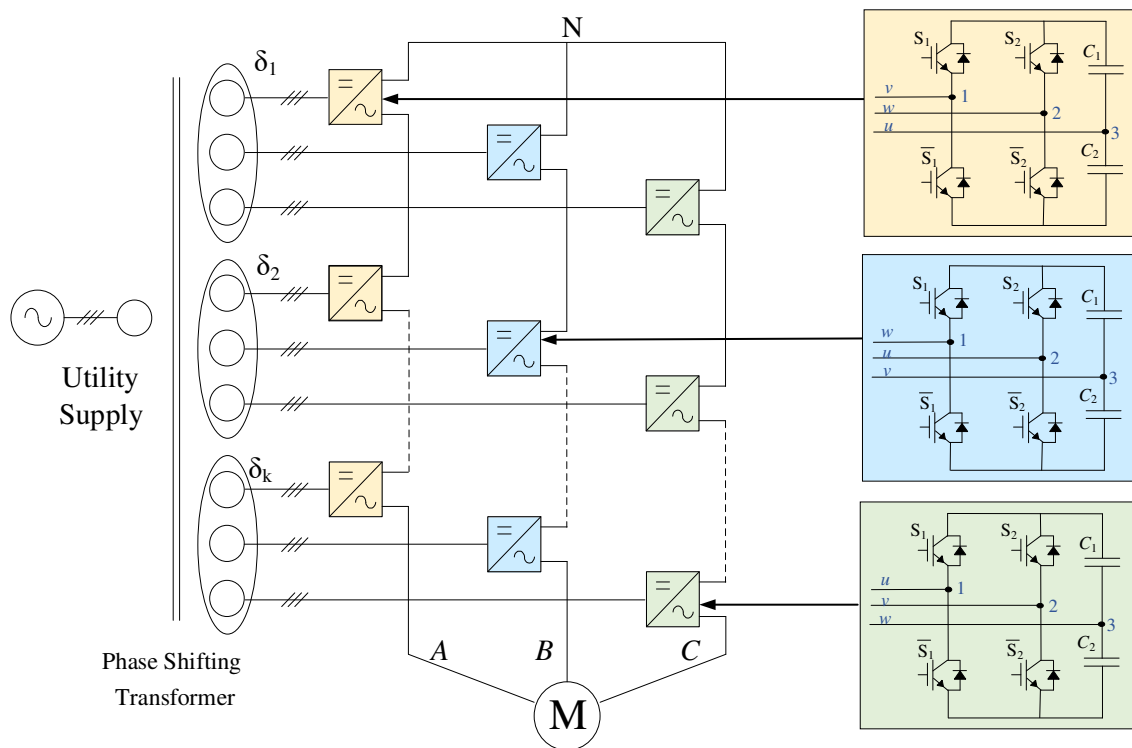 N
δ₁
δ₂
δₖ
Utility
Supply
Phase Shifting
Transformer
A
B
C
M
S₁
S₂
C₁
v
1
w
2
u
3
S̅₁
S̅₂
C₂
S₁
S₂
C₁
w
1
u
2
v
3
S̅₁
S̅₂
C₂
S₁
S₂
C₁
u
1
v
2
w
3
S̅₁
S̅₂
C₂